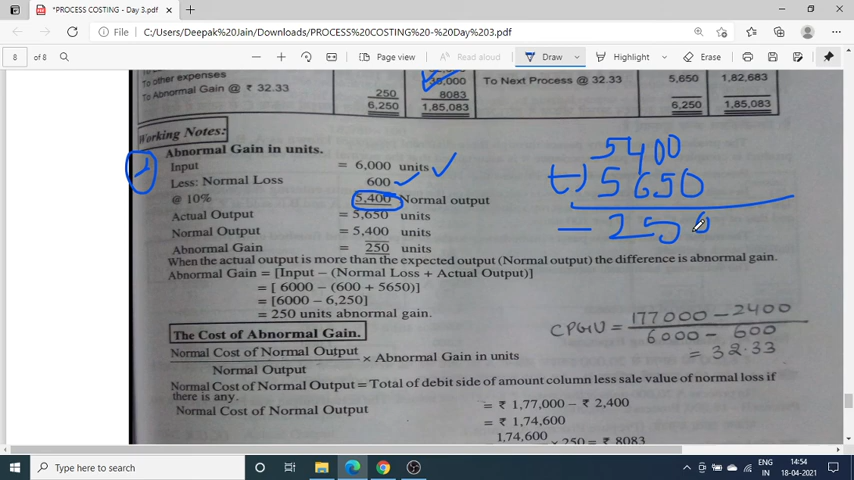 PROCESS COSTING - Day 3.pdf
*PROCESS COSTING - Day 3.pdf
File | C:/Users/Deepak%20Jain/OneDrive/Documents/PROCESS%20COSTING%20-%20Day%203.pdf
8 of 8
Page view
Read aloud
Draw
Highlight
Erase
To other expenses
To Abnormal Gain @ ₹ 32.33 250 8083 To Next Process @ 32.33 5,650 1,82,683
6,250 1,85,083 6,250 1,85,083
Working Notes:
Abnormal Gain in units.
Input = 6,000 units
Less: Normal Loss 600
@ 10% 5,400 Normal output
Actual Output = 5,650 units
Normal Output = 5,400 units
Abnormal Gain = 250 units
5400
(-) 5650
- 250
When the actual output is more than the expected output (Normal output) the difference is abnormal gain.
Abnormal Gain = [Input - (Normal Loss + Actual Output)]
= [ 6000 - (600 + 5650)]
= [6000 - 6,250]
= 250 units abnormal gain.
CPGU = 177000 - 2400
6000 - 600
= 32.33
The Cost of Abnormal Gain.
Normal Cost of Normal Output
Normal Output
× Abnormal Gain in units
Normal Cost of Normal Output = Total of debit side of amount column less sale value of normal loss if
there is any.
Normal Cost of Normal Output = ₹ 1,77,000 - ₹ 2,400
= ₹ 1,74,600
1,74,600
×250 = ₹ 8083
Type here to search
ENG
IN
14:54
18-04-2021